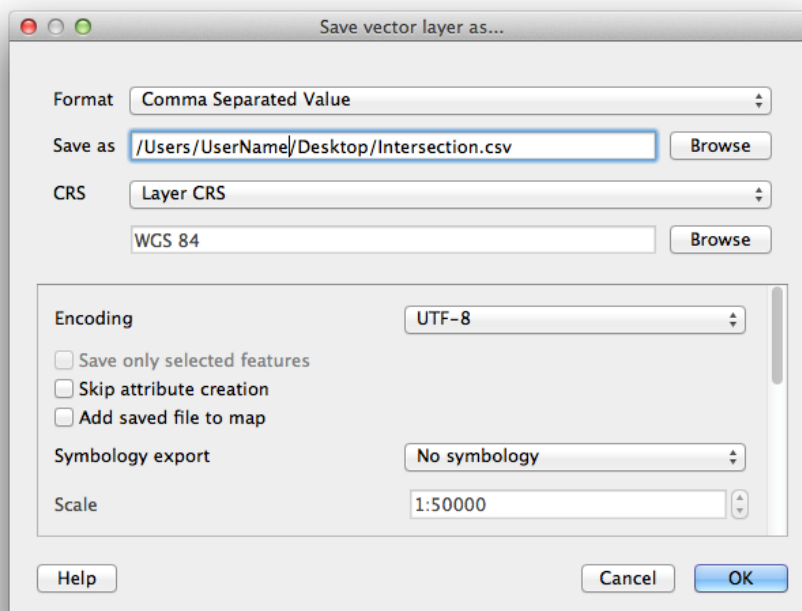 Save vector layer as...
Format Comma Separated Value
Save as /Users/UserName/Desktop/Intersection.csv Browse
CRS Layer CRS
WGS 84 Browse
Encoding UTF-8
Save only selected features
Skip attribute creation
Add saved file to map
Symbology export No symbology
Scale 1:50000
Help Cancel OK